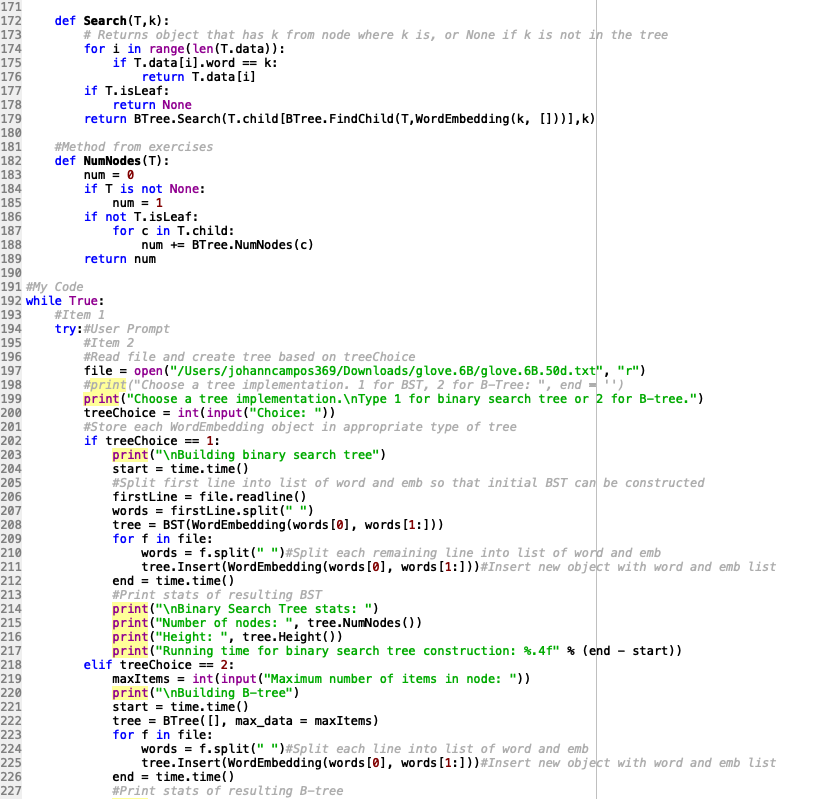 171
172     def Search(T,k):
173         # Returns object that has k from node where k is, or None if k is not in the tree
174         for i in range(len(T.data)):
175             if T.data[i].word == k:
176                 return T.data[i]
177         if T.isLeaf:
178             return None
179         return BTree.Search(T.child[BTree.FindChild(T,WordEmbedding(k, []))],k)
180
181     #Method from exercises
182     def NumNodes(T):
183         num = 0
184         if T is not None:
185             num = 1
186         if not T.isLeaf:
187             for c in T.child:
188                 num += BTree.NumNodes(c)
189         return num
190
191 #My Code
192 while True:
193     #Item 1
194     try:#User Prompt
195         #Item 2
196         #Read file and create tree based on treeChoice
197         file = open("/Users/johanncampos369/Downloads/glove.6B/glove.6B.50d.txt", "r")
198         #print("Choose a tree implementation. 1 for BST, 2 for B-Tree: ", end = '')
199         print("Choose a tree implementation.\nType 1 for binary search tree or 2 for B-tree.")
200         treeChoice = int(input("Choice: "))
201         #Store each WordEmbedding object in appropriate type of tree
202         if treeChoice == 1:
203             print("\nBuilding binary search tree")
204             start = time.time()
205             #Split first line into list of word and emb so that initial BST can be constructed
206             firstLine = file.readline()
207             words = firstLine.split(" ")
208             tree = BST(WordEmbedding(words[0], words[1:]))
209             for f in file:
210                 words = f.split(" ")#Split each remaining line into list of word and emb
211                 tree.Insert(WordEmbedding(words[0], words[1:]))#Insert new object with word and emb list
212             end = time.time()
213             #Print stats of resulting BST
214             print("\nBinary Search Tree stats: ")
215             print("Number of nodes: ", tree.NumNodes())
216             print("Height: ", tree.Height())
217             print("Running time for binary search tree construction: %.4f" % (end - start))
218         elif treeChoice == 2:
219             maxItems = int(input("Maximum number of items in node: "))
220             print("\nBuilding B-tree")
221             start = time.time()
222             tree = BTree([], max_data = maxItems)
223             for f in file:
224                 words = f.split(" ")#Split each line into list of word and emb
225                 tree.Insert(WordEmbedding(words[0], words[1:]))#Insert new object with word and emb list
226             end = time.time()
227             #Print stats of resulting B-tree